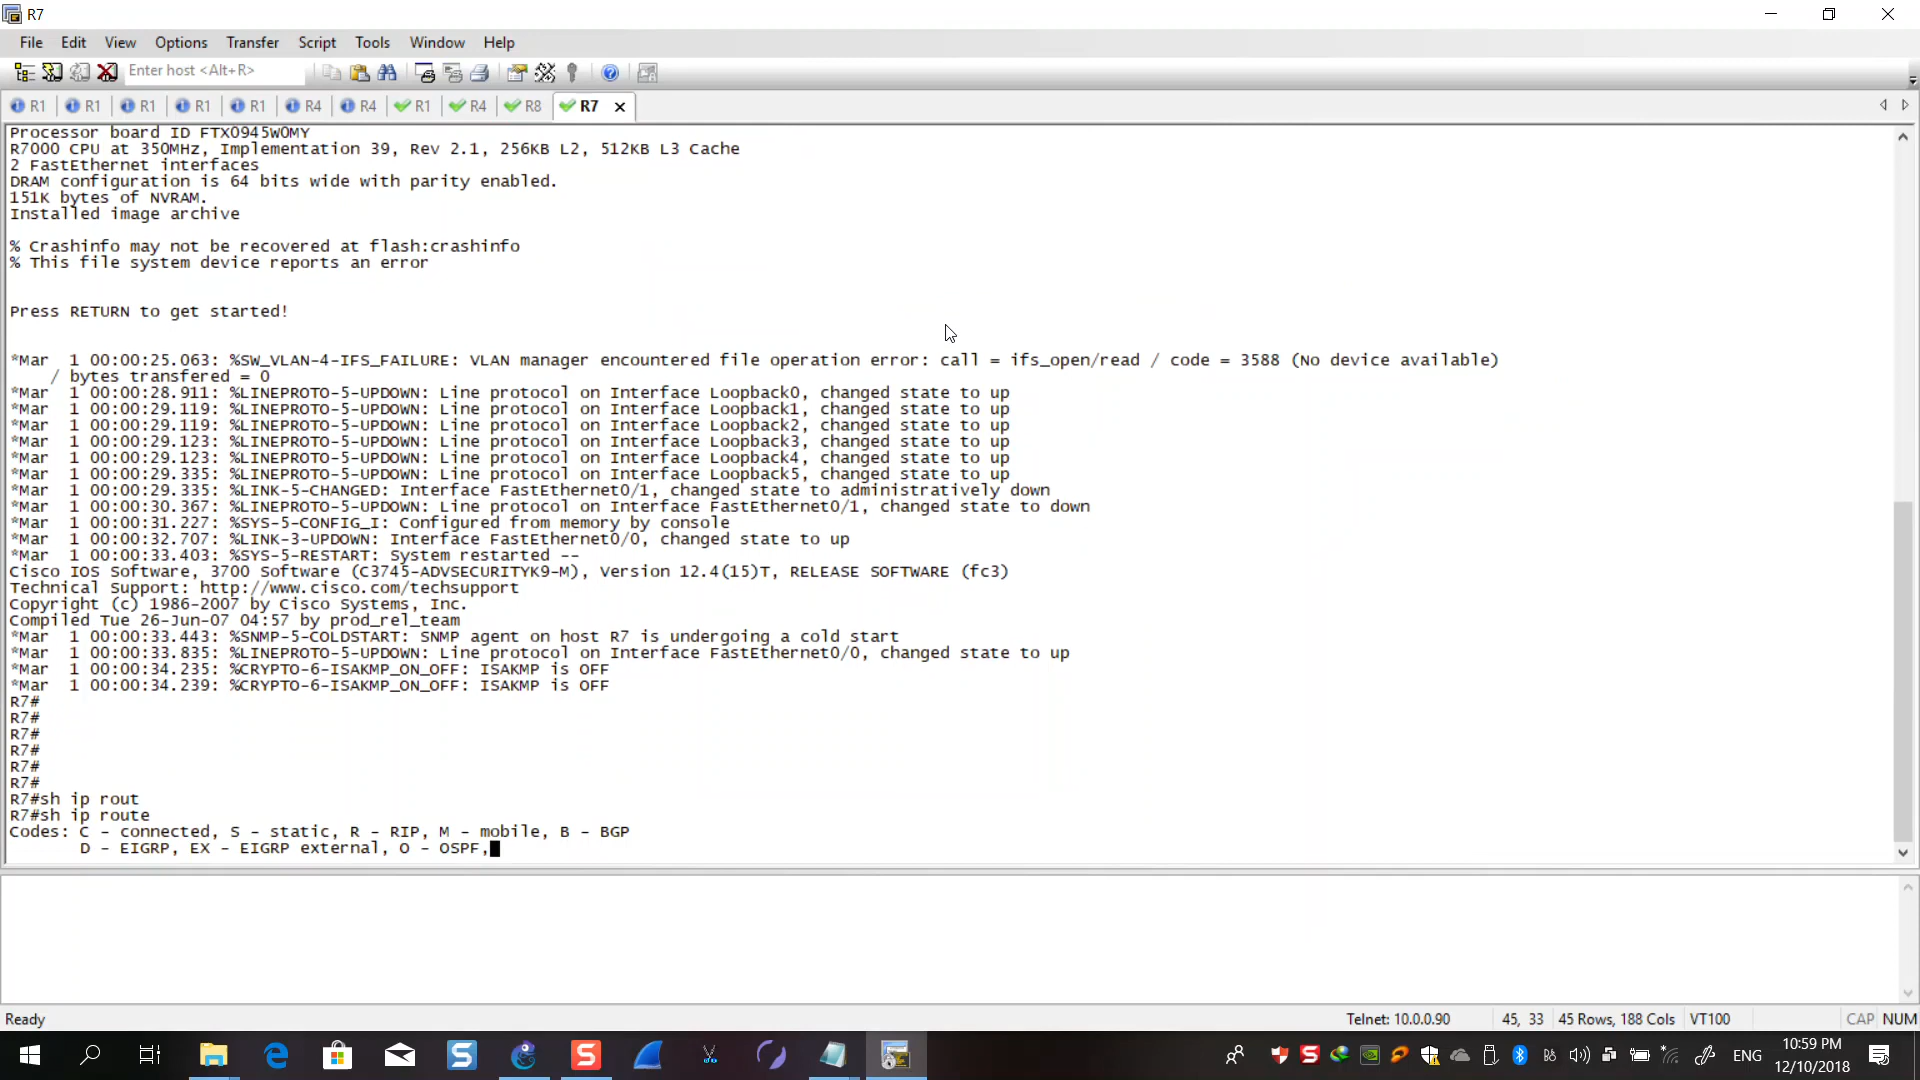 R7
File Edit View Options Transfer Script Tools Window Help
Enter host <Alt+R>
R1 R1 R1 R1 R1 R4 R4 R1 R4 R8 R7
Processor board ID FTX0945W0MY
R7000 CPU at 350MHz, Implementation 39, Rev 2.1, 256KB L2, 512KB L3 Cache
2 FastEthernet interfaces
DRAM configuration is 64 bits wide with parity enabled.
151K bytes of NVRAM.
Installed image archive
% Crashinfo may not be recovered at flash:crashinfo
% This file system device reports an error
Press RETURN to get started!
*Mar  1 00:00:25.063: %SW_VLAN-4-IFS_FAILURE: VLAN manager encountered file operation error: call = ifs_open/read / code = 3588 (No device available)
/ bytes transfered = 0
*Mar  1 00:00:28.911: %LINEPROTO-5-UPDOWN: Line protocol on Interface Loopback0, changed state to up
*Mar  1 00:00:29.119: %LINEPROTO-5-UPDOWN: Line protocol on Interface Loopback1, changed state to up
*Mar  1 00:00:29.119: %LINEPROTO-5-UPDOWN: Line protocol on Interface Loopback2, changed state to up
*Mar  1 00:00:29.123: %LINEPROTO-5-UPDOWN: Line protocol on Interface Loopback3, changed state to up
*Mar  1 00:00:29.123: %LINEPROTO-5-UPDOWN: Line protocol on Interface Loopback4, changed state to up
*Mar  1 00:00:29.335: %LINEPROTO-5-UPDOWN: Line protocol on Interface Loopback5, changed state to up
*Mar  1 00:00:29.335: %LINK-5-CHANGED: Interface FastEthernet0/1, changed state to administratively down
*Mar  1 00:00:30.367: %LINEPROTO-5-UPDOWN: Line protocol on Interface FastEthernet0/1, changed state to down
*Mar  1 00:00:31.227: %SYS-5-CONFIG_I: Configured from memory by console
*Mar  1 00:00:32.707: %LINK-3-UPDOWN: Interface FastEthernet0/0, changed state to up
*Mar  1 00:00:33.403: %SYS-5-RESTART: System restarted --
Cisco IOS Software, 3700 Software (C3745-ADVSECURITYK9-M), Version 12.4(15)T, RELEASE SOFTWARE (fc3)
Technical Support: http://www.cisco.com/techsupport
Copyright (c) 1986-2007 by Cisco Systems, Inc.
Compiled Tue 26-Jun-07 04:57 by prod_rel_team
*Mar  1 00:00:33.443: %SNMP-5-COLDSTART: SNMP agent on host R7 is undergoing a cold start
*Mar  1 00:00:33.835: %LINEPROTO-5-UPDOWN: Line protocol on Interface FastEthernet0/0, changed state to up
*Mar  1 00:00:34.235: %CRYPTO-6-ISAKMP_ON_OFF: ISAKMP is OFF
*Mar  1 00:00:34.239: %CRYPTO-6-ISAKMP_ON_OFF: ISAKMP is OFF
R7#
R7#
R7#
R7#
R7#
R7#
R7#sh ip rout
R7#sh ip route
Codes: C - connected, S - static, R - RIP, M - mobile, B - BGP
D - EIGRP, EX - EIGRP external, O - OSPF,
Ready Telnet: 10.0.0.90 45, 33 45 Rows, 188 Cols VT100 CAP NUM
ENG 10:59 PM
12/10/2018